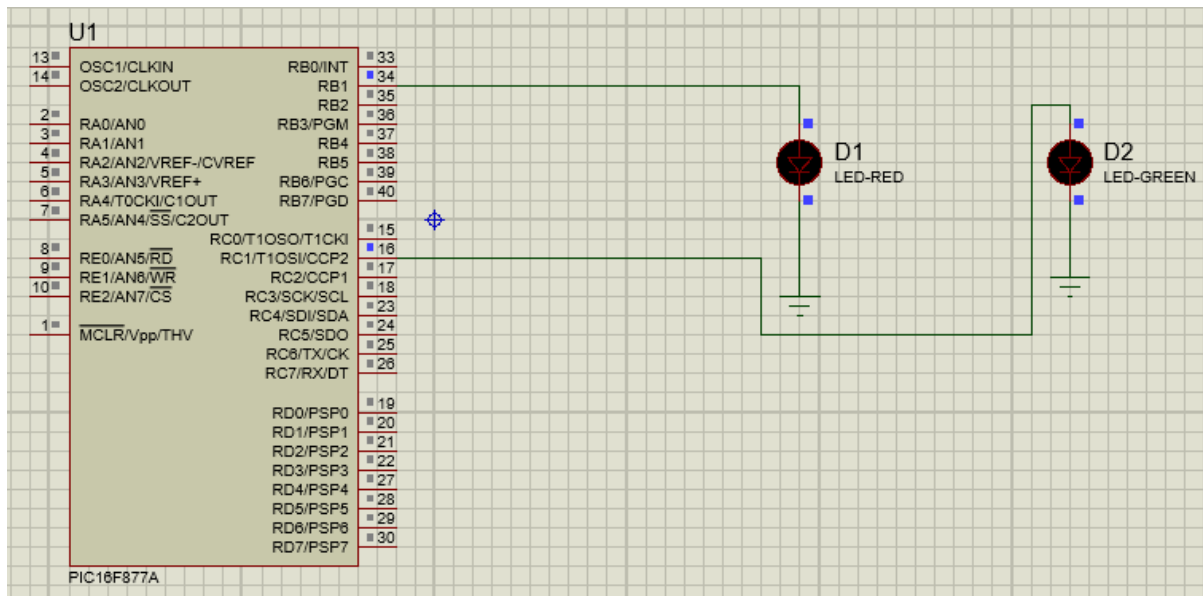 U1
13 OSC1/CLKIN RB0/INT 33
14 OSC2/CLKOUT RB1 34
RB2 35
2 RA0/AN0 RB3/PGM 36
3 RA1/AN1 RB4 37
4 RA2/AN2/VREF-/CVREF RB5 38
5 RA3/AN3/VREF+ RB6/PGC 39
6 RA4/T0CKI/C1OUT RB7/PGD 40
7 RA5/AN4/SS/C2OUT
RC0/T1OSO/T1CKI 15
8 RE0/AN5/RD RC1/T1OSI/CCP2 16
9 RE1/AN6/WR RC2/CCP1 17
10 RE2/AN7/CS RC3/SCK/SCL 18
RC4/SDI/SDA 23
1 MCLR/Vpp/THV RC5/SDO 24
RC6/TX/CK 25
RC7/RX/DT 26
RD0/PSP0 19
RD1/PSP1 20
RD2/PSP2 21
RD3/PSP3 22
RD4/PSP4 27
RD5/PSP5 28
RD6/PSP6 29
RD7/PSP7 30
PIC16F877A
D1
LED-RED
D2
LED-GREEN